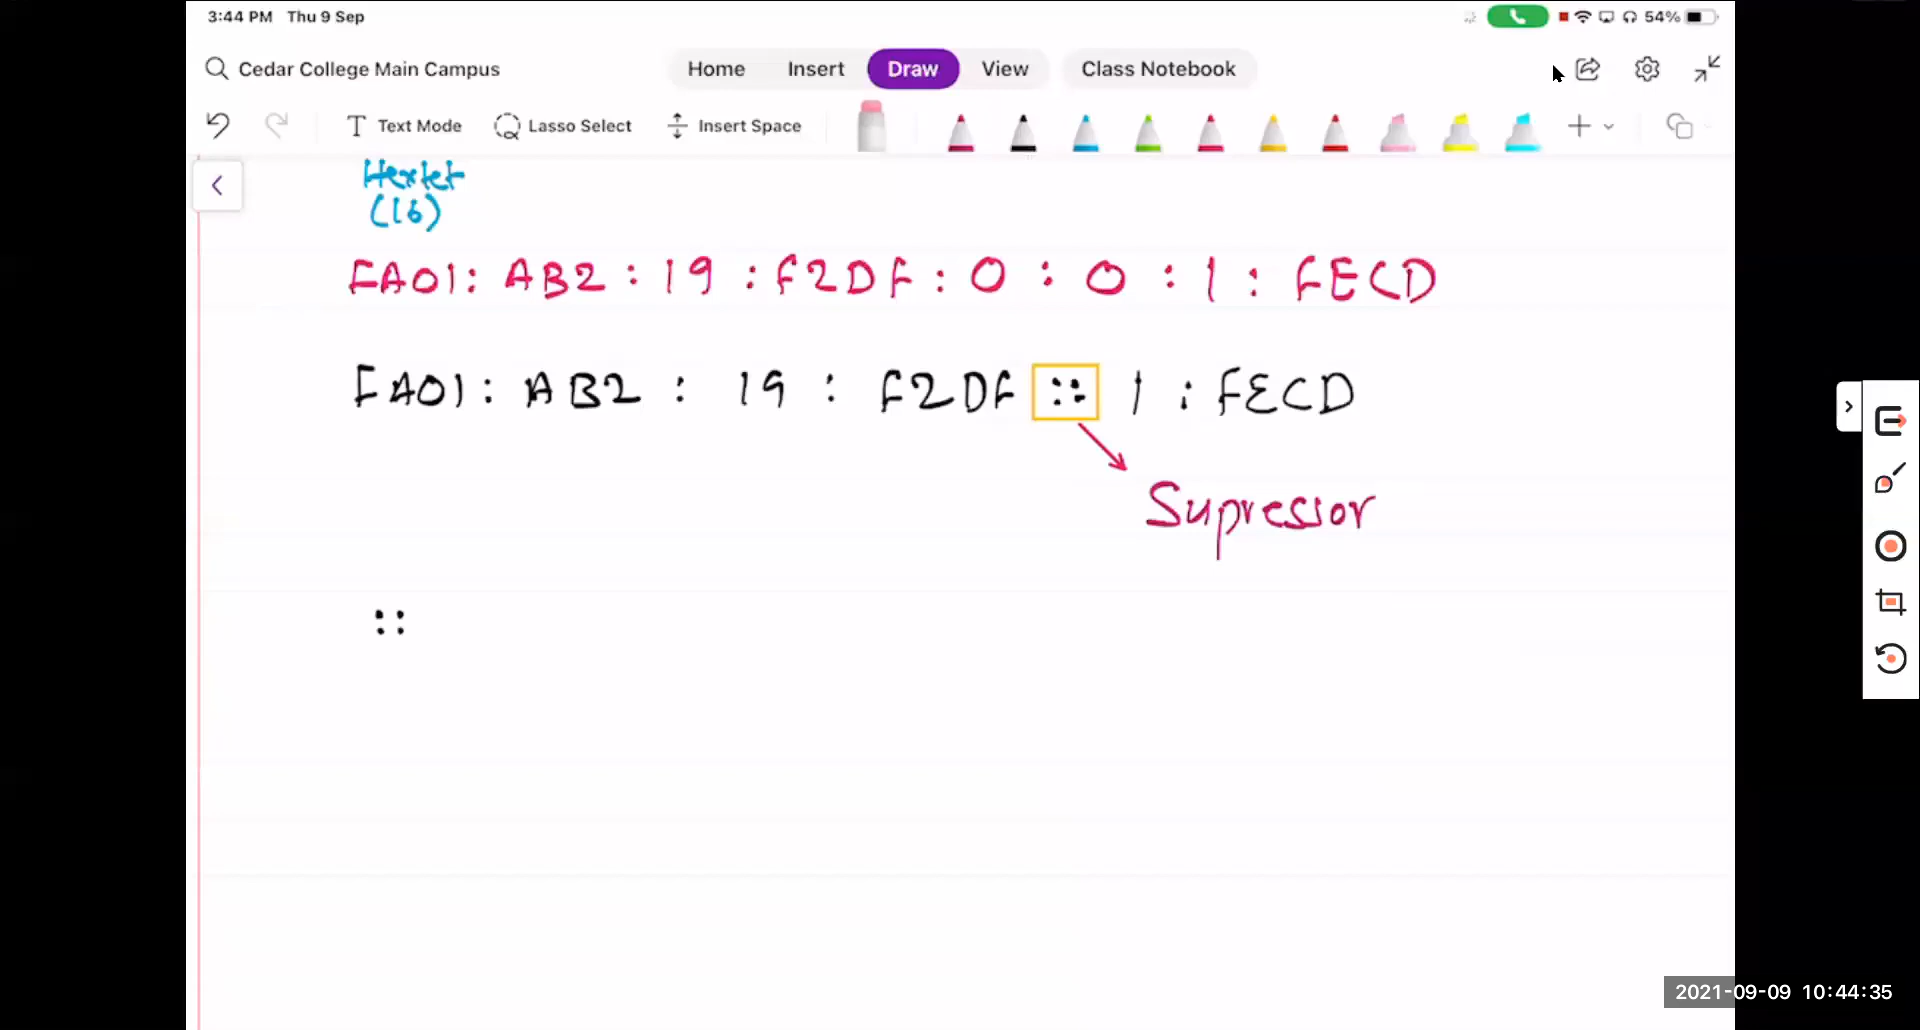 3:44 PM Thu 9 Sep
54%
Cedar College Main Campus
Home Insert Draw View Class Notebook
Text Mode Lasso Select Insert Space
Hextet
(16)
FA01: AB2 : 19 : F2DF : 0 : 0 : 1 : FECD
FA01: AB2 : 19 : F2DF :: 1 : FECD
Supressor
::
2021-09-09 10:44:35